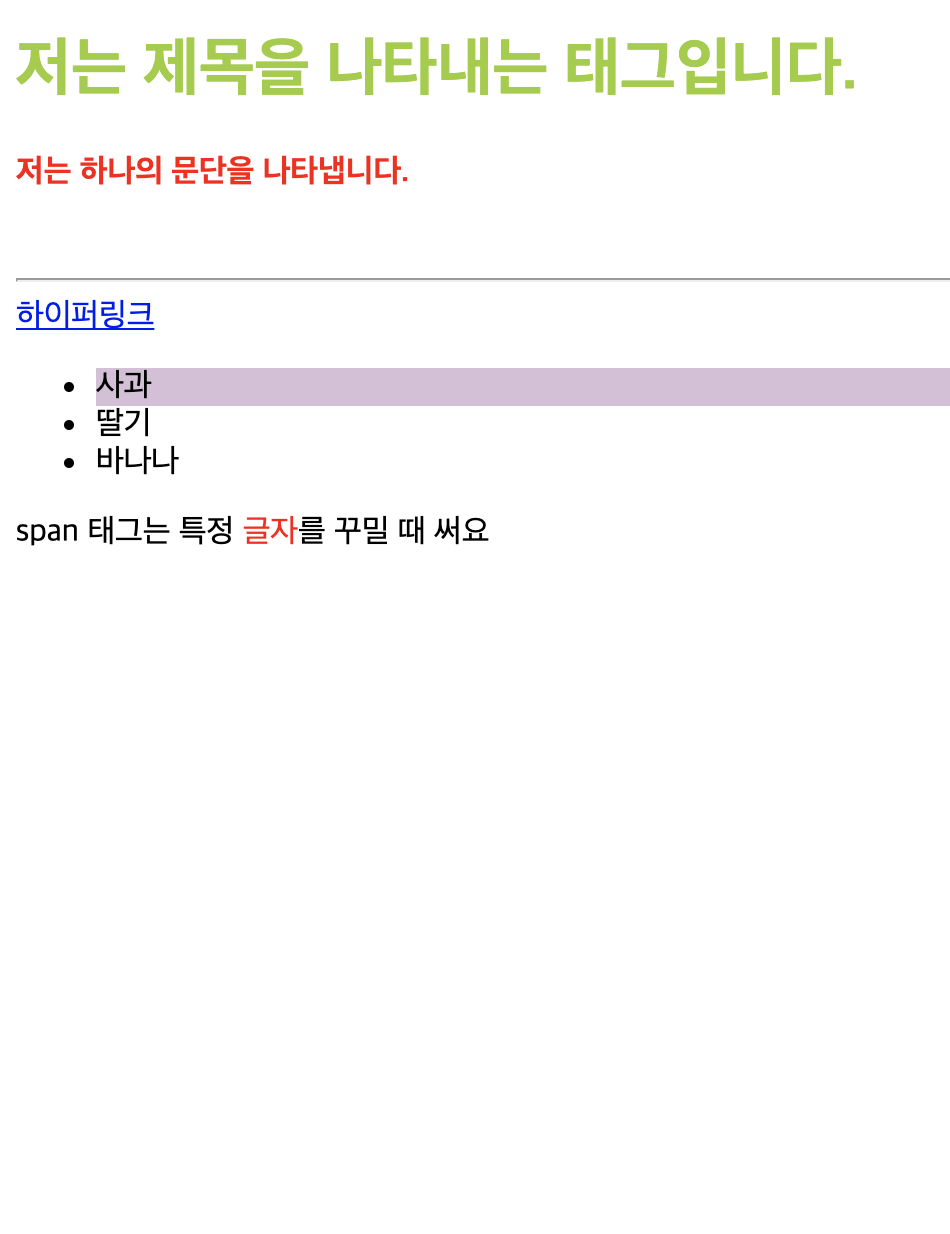 저는 제목을 나타내는 태그입니다.
저는 하나의 문단을 나타냅니다.
하이퍼링크
사과
딸기
바나나
span 태그는 특정 글자를 꾸밀 때 써요